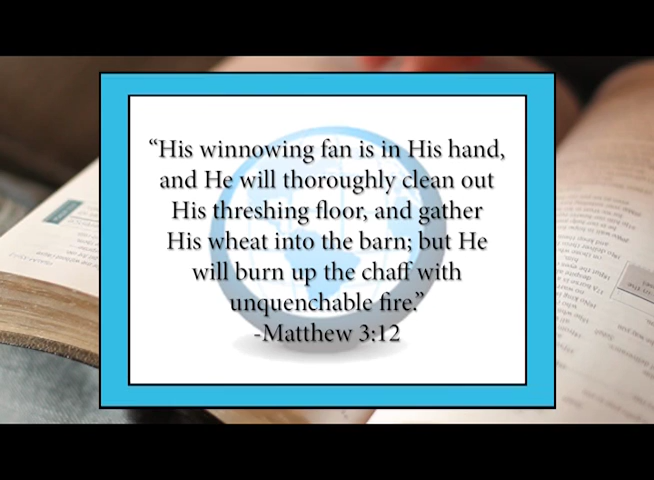 “His winnowing fan is in His hand,
and He will thoroughly clean out
His threshing floor, and gather
His wheat into the barn; but He
will burn up the chaff with
unquenchable fire.”
-Matthew 3:12